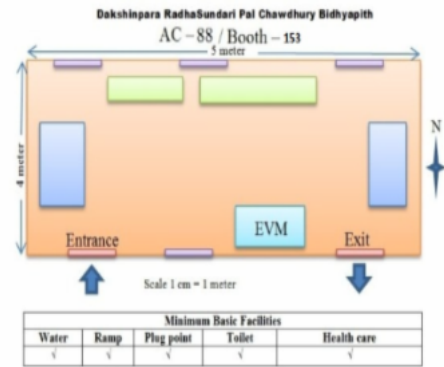 Dakshinpara RadhaSundari Pal Chawdhury Bidhyapith
AC – 88 / Booth – 153
5 meter
4 meter
N
EVM
Entrance
Exit
Scale 1 cm = 1 meter
Minimum Basic Facilities
Water Ramp Plug point Toilet Health care
√ √ √ √ √